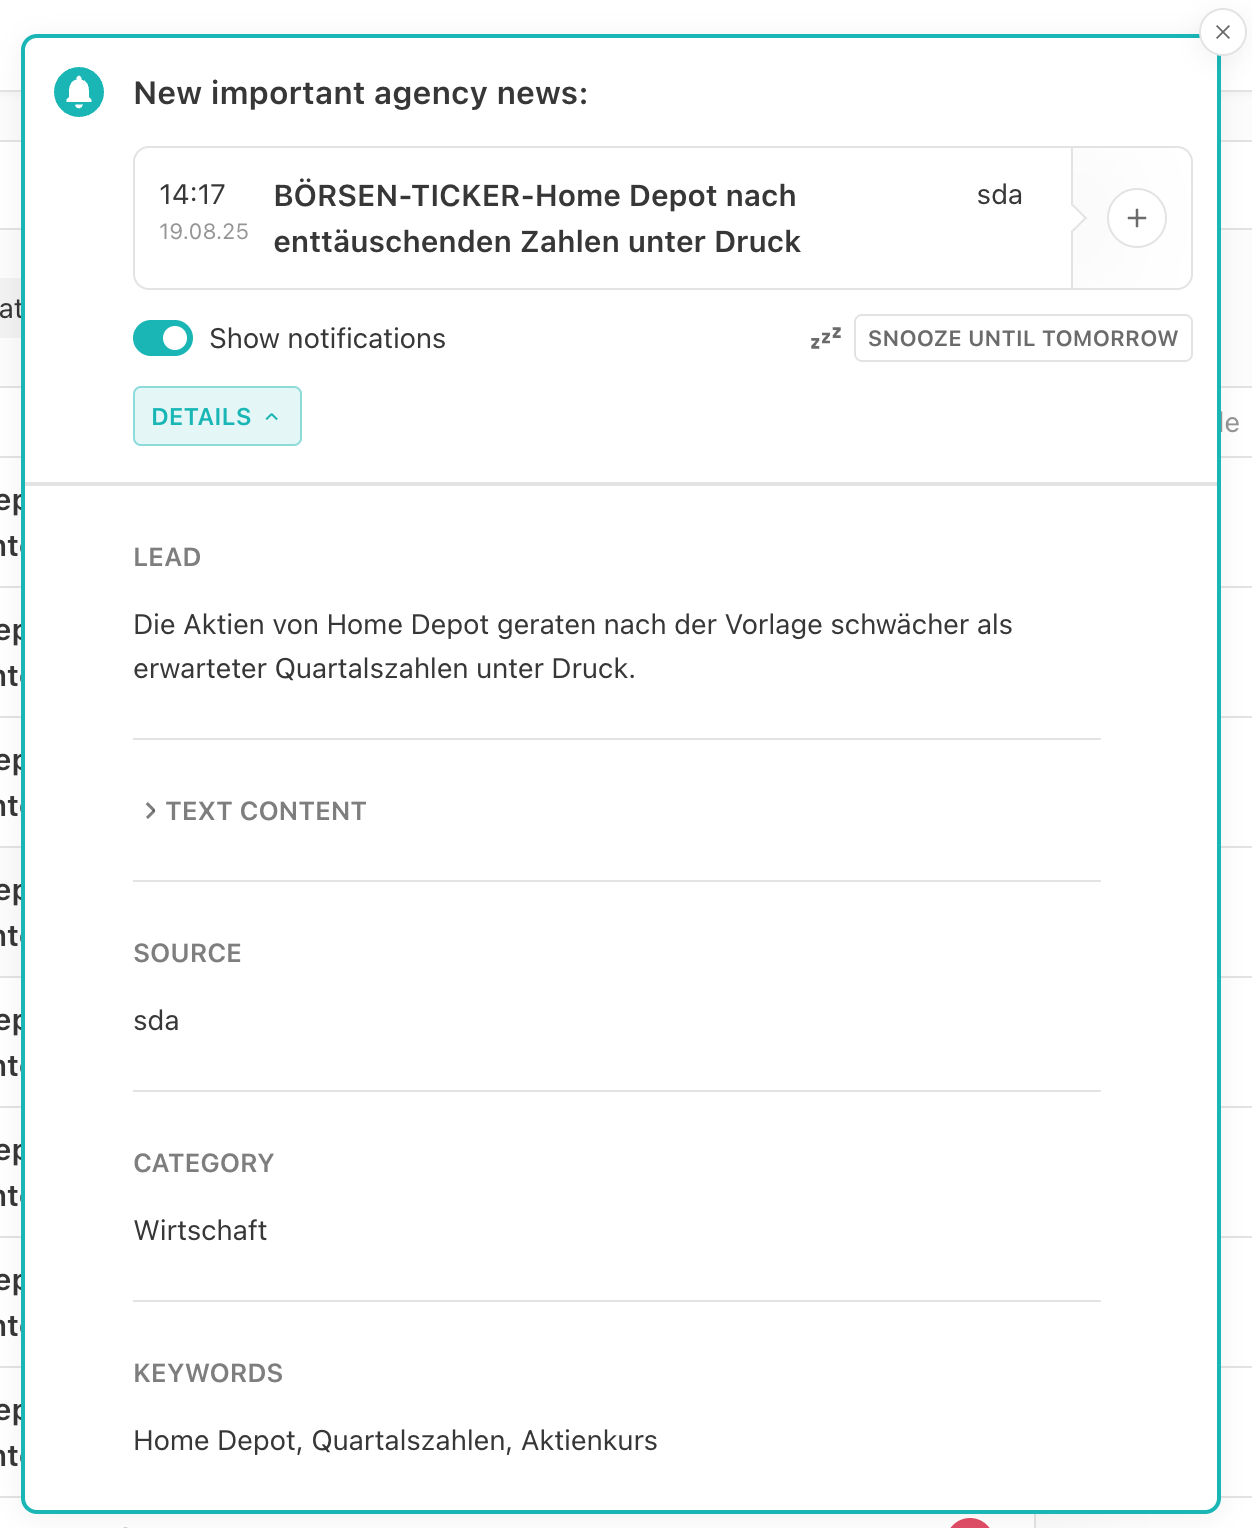 New important agency news:
14:17
19.08.25
BÖRSEN-TICKER-Home Depot nach
enttäuschenden Zahlen unter Druck
sda
Show notifications
zzz
SNOOZE UNTIL TOMORROW
DETAILS
LEAD
Die Aktien von Home Depot geraten nach der Vorlage schwächer als
erwarteter Quartalszahlen unter Druck.
TEXT CONTENT
SOURCE
sda
CATEGORY
Wirtschaft
KEYWORDS
Home Depot, Quartalszahlen, Aktienkurs